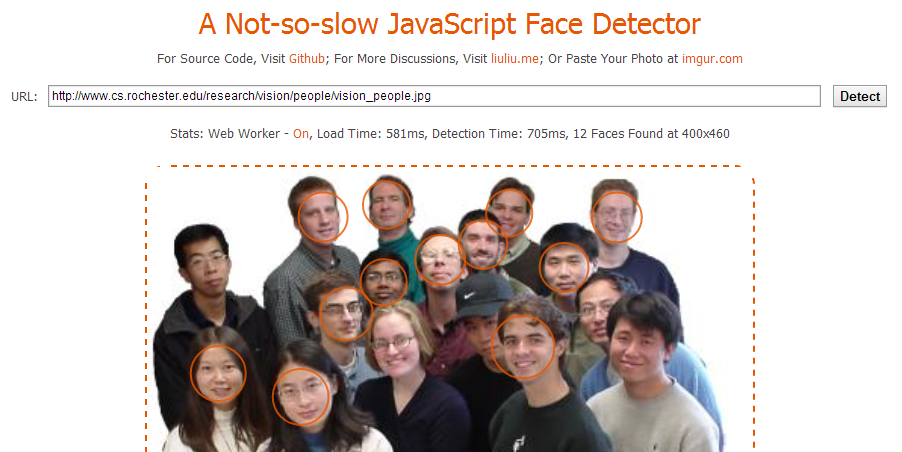 A Not-so-slow JavaScript Face Detector
For Source Code, Visit Github; For More Discussions, Visit liuliu.me; Or Paste Your Photo at imgur.com
URL: http://www.cs.rochester.edu/research/vision/people/vision_people.jpg Detect
Stats: Web Worker - On, Load Time: 581ms, Detection Time: 705ms, 12 Faces Found at 400x460